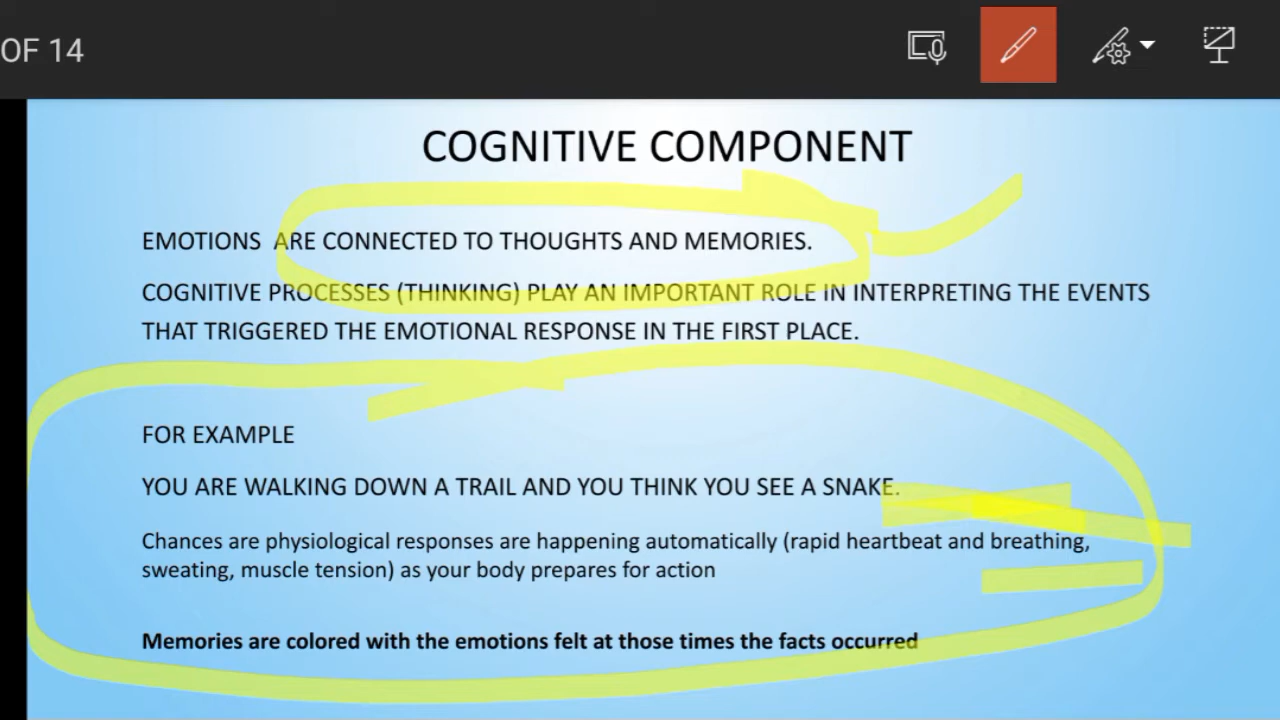 OF 14
COGNITIVE COMPONENT
EMOTIONS ARE CONNECTED TO THOUGHTS AND MEMORIES.
COGNITIVE PROCESSES (THINKING) PLAY AN IMPORTANT ROLE IN INTERPRETING THE EVENTS
THAT TRIGGERED THE EMOTIONAL RESPONSE IN THE FIRST PLACE.
FOR EXAMPLE
YOU ARE WALKING DOWN A TRAIL AND YOU THINK YOU SEE A SNAKE.
Chances are physiological responses are happening automatically (rapid heartbeat and breathing,
sweating, muscle tension) as your body prepares for action
Memories are colored with the emotions felt at those times the facts occurred